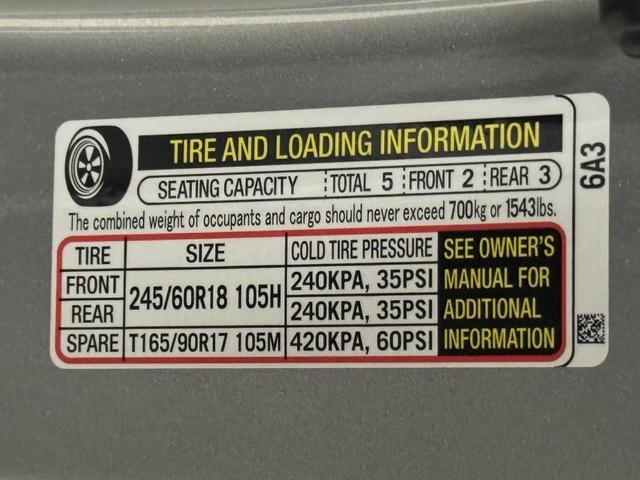 TIRE AND LOADING INFORMATION
SEATING CAPACITY TOTAL 5 FRONT 2 REAR 3
The combined weight of occupants and cargo should never exceed 700kg or 1543lbs.
TIRE SIZE COLD TIRE PRESSURE
FRONT 245/60R18 105H 240KPA, 35PSI
REAR 240KPA, 35PSI
SPARE T165/90R17 105M 420KPA, 60PSI
SEE OWNER'S
MANUAL FOR
ADDITIONAL
INFORMATION
6A3